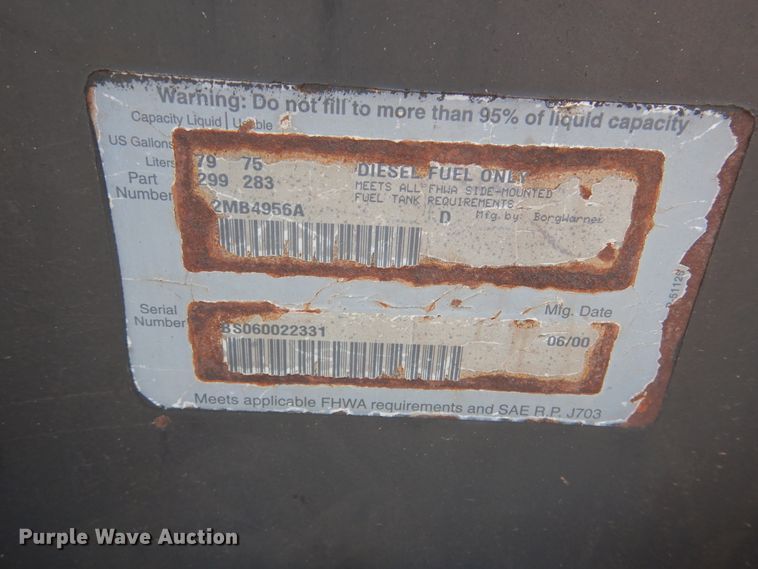 Warning: Do not fill to more than 95% of liquid capacity
Capacity Liquid | Usable
US Gallons 79 75
Liters 299 283
DIESEL FUEL ONLY
MEETS ALL FHWA SIDE-MOUNTED
FUEL TANK REQUIREMENTS
Part
Number 2MB4956A
D Mfg. by BorgWarner
Serial
Number BS060022331
Mfg. Date
06/00
Meets applicable FHWA requirements and SAE R.P. J703
Purple Wave Auction